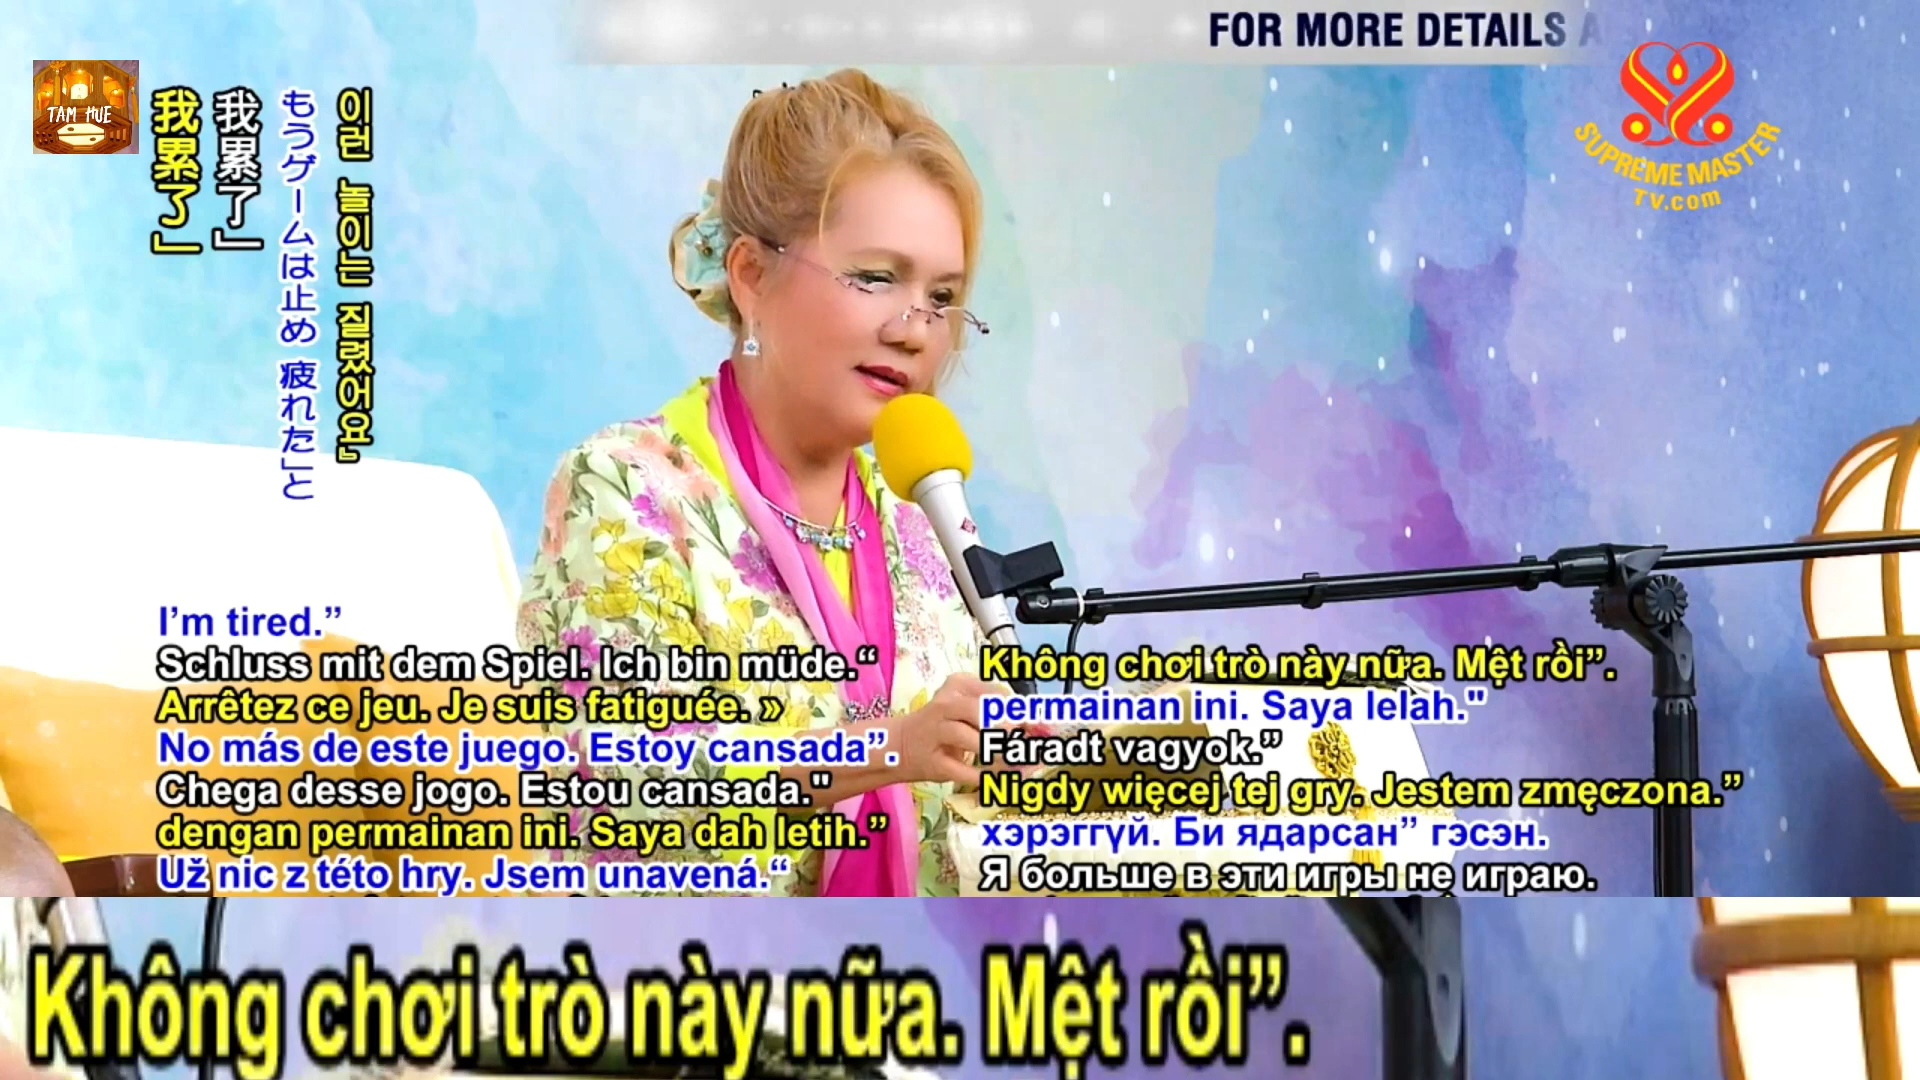 FOR MORE DETAILS A
SUPREME MASTER
TV.com
TAM HUE
이런 놀이는 질렸어요』
もうゲームは止め 疲れた」と
我累了」
我累了」
I’m tired.”
Schluss mit dem Spiel. Ich bin müde.“
Arrêtez ce jeu. Je suis fatiguée. »
No más de este juego. Estoy cansada”.
Chega desse jogo. Estou cansada."
dengan permainan ini. Saya dah letih.”
Už nic z této hry. Jsem unavená.“
Không chơi trò này nữa. Mệt rồi”.
permainan ini. Saya lelah."
Fáradt vagyok.”
Nigdy więcej tej gry. Jestem zmęczona.”
хэрэггүй. Би ядарсан” гэсэн.
Я больше в эти игры не играю.
Không chơi trò này nữa. Mệt rồi”.